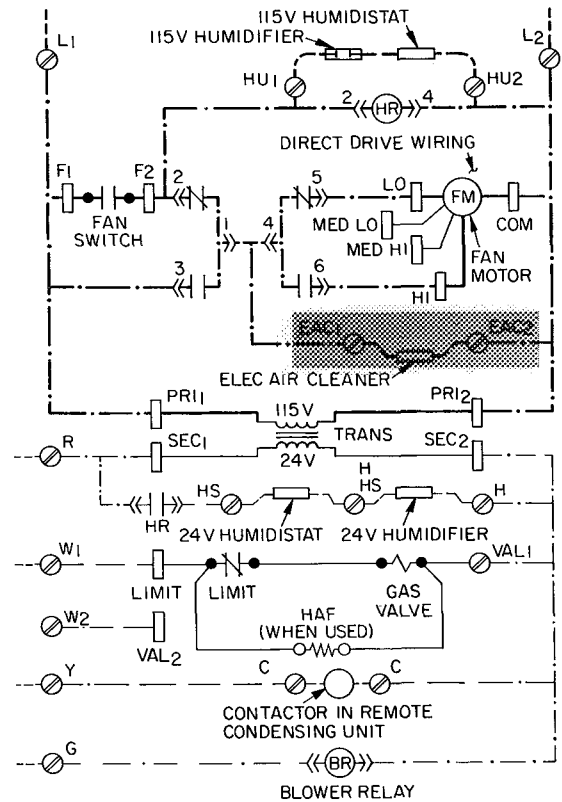 115V HUMIDISTAT
115V HUMIDIFIER
L1
L2
HU1
HU2
2 HR 4
DIRECT DRIVE WIRING
F1
F2
2
5
LO
FM
1
4
FAN
SWITCH
MED LO
COM
MED HI
FAN
MOTOR
3
6
HI
EAC1
EAC2
ELEC AIR CLEANER
PRI1
115V
PRI2
TRANS
R
SEC1
24V
SEC2
HR
HS
H
HS
H
24V HUMIDISTAT
24V HUMIDIFIER
W1
VAL1
LIMIT
LIMIT
GAS
VALVE
W2
VAL2
HAF
(WHEN USED)
Y
C
C
CONTACTOR IN REMOTE
CONDENSING UNIT
G
BR
BLOWER RELAY